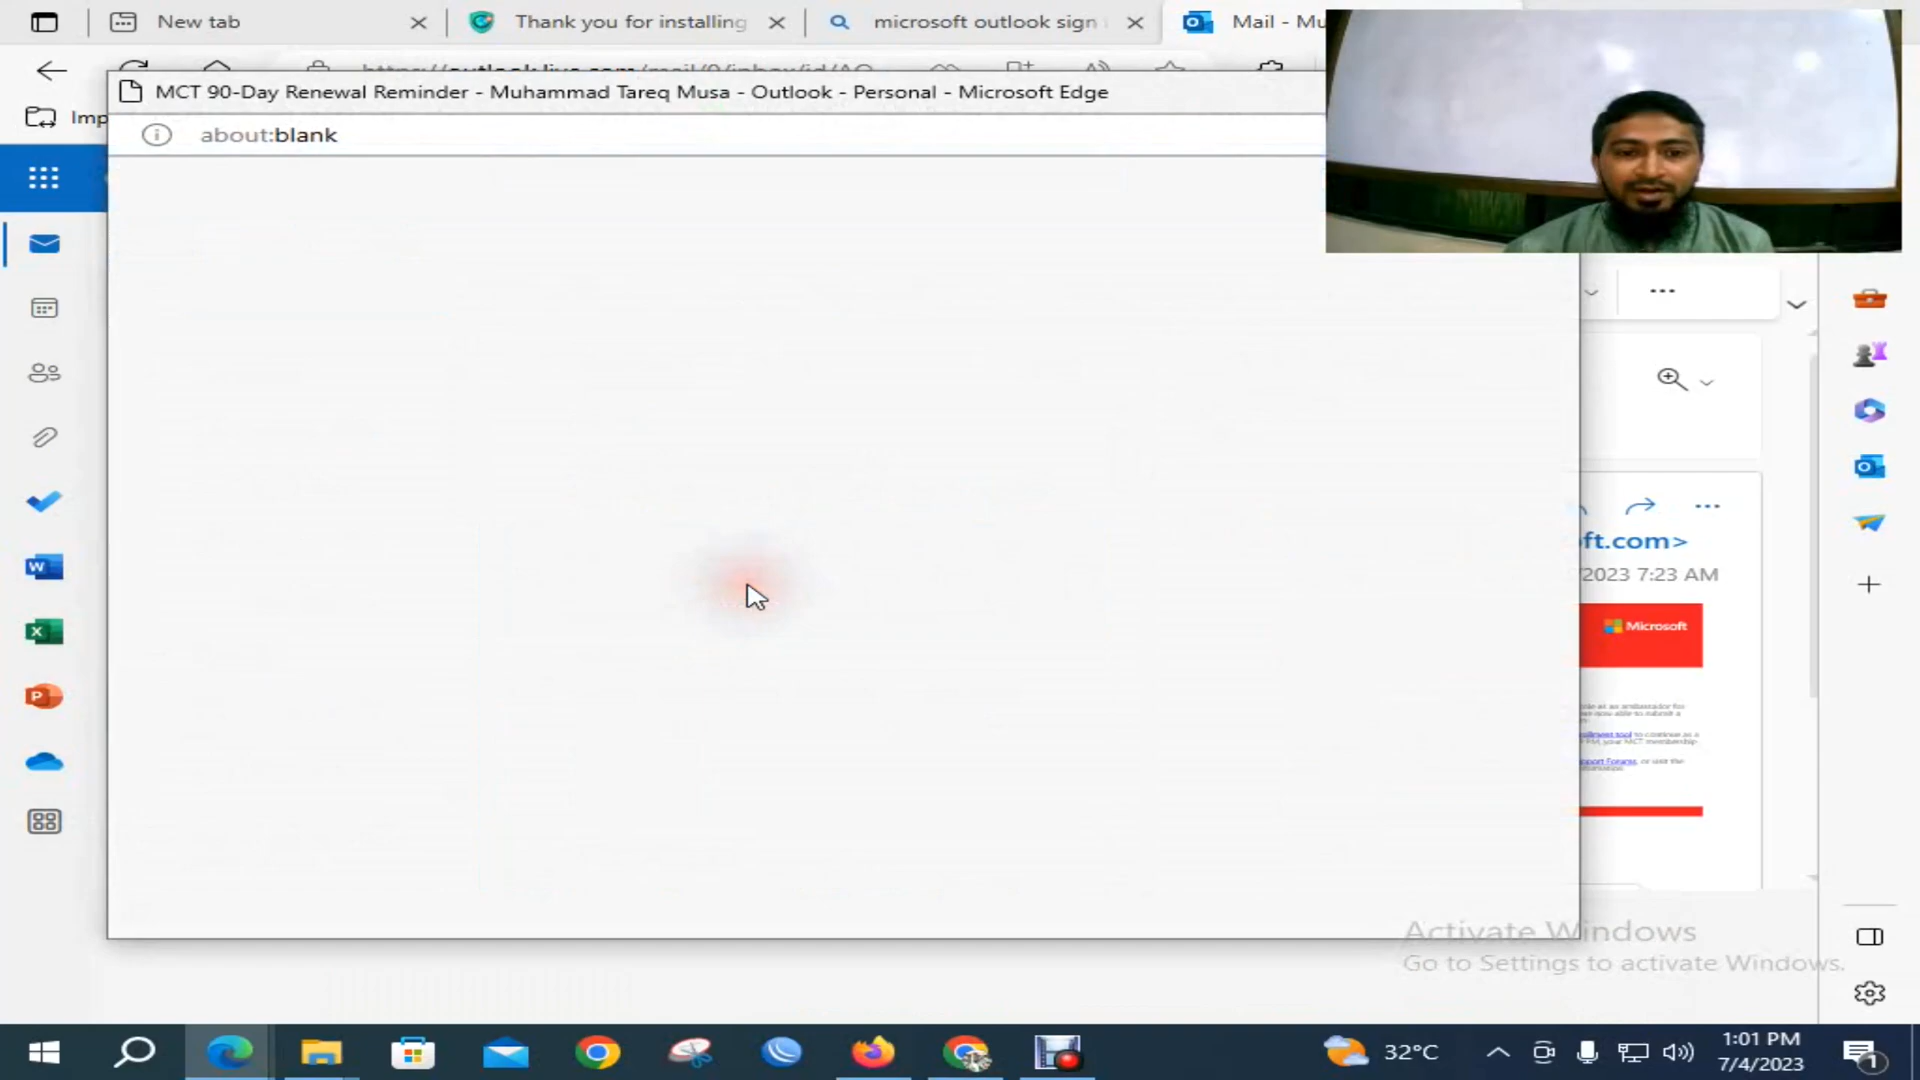 New tab
Thank you for installing
microsoft outlook sign
Mail - Mu
MCT 90-Day Renewal Reminder - Muhammad Tareq Musa - Outlook - Personal - Microsoft Edge
about:blank
Imp
ft.com>
/2023 7:23 AM
Microsoft
Activate Windows
Go to Settings to activate Windows.
32°C
1:01 PM
7/4/2023
1